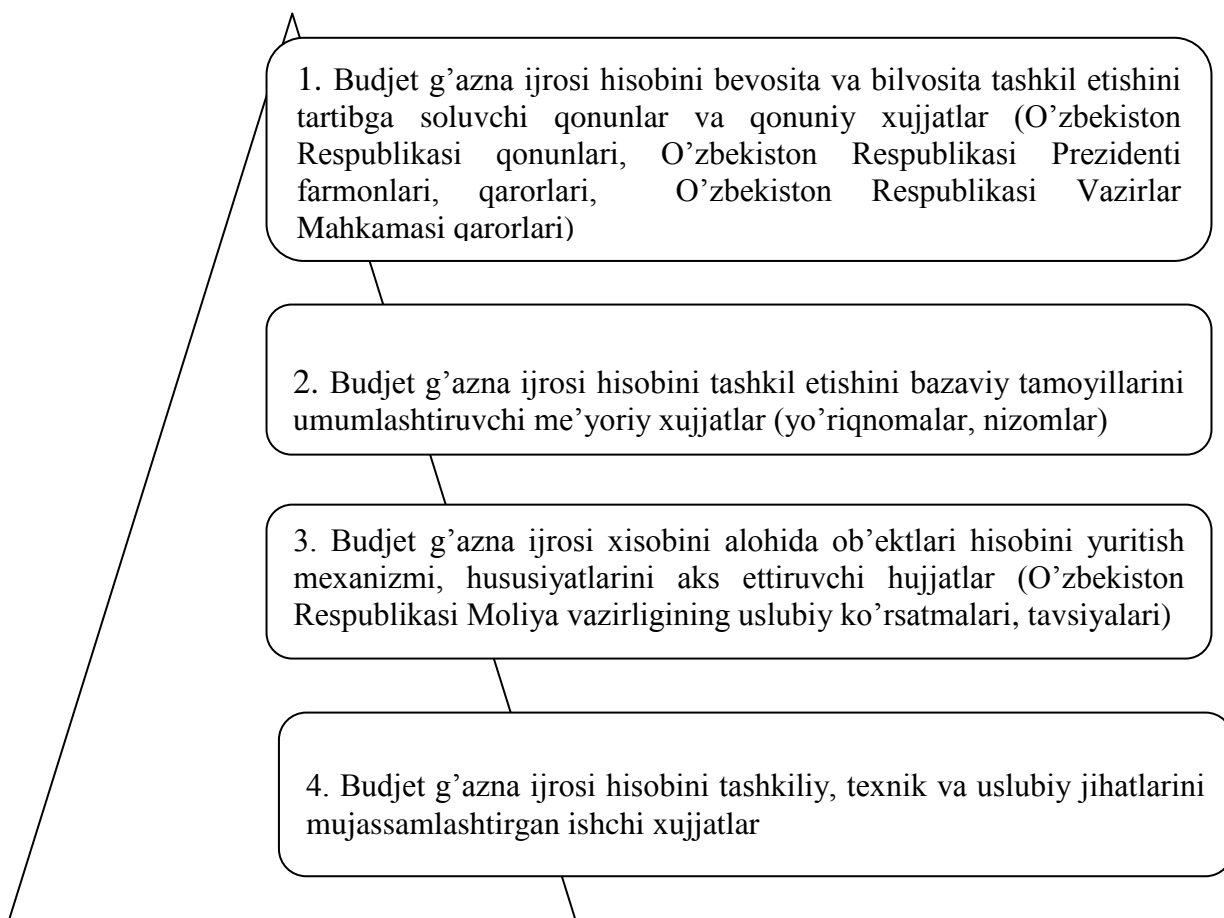 1. Budjet g’azna ijrosi hisobini bevosita va bilvosita tashkil etishini
tartibga soluvchi qonunlar va qonuniy xujjatlar (O’zbekiston
Respublikasi qonunlari, O’zbekiston Respublikasi Prezidenti
farmonlari, qarorlari, O’zbekiston Respublikasi Vazirlar
Mahkamasi qarorlari)
2. Budjet g’azna ijrosi hisobini tashkil etishini bazaviy tamoyillarini
umumlashtiruvchi me’yoriy xujjatlar (yo’riqnomalar, nizomlar)
3. Budjet g’azna ijrosi xisobini alohida ob’ektlari hisobini yuritish
mexanizmi, hususiyatlarini aks ettiruvchi hujjatlar (O’zbekiston
Respublikasi Moliya vazirligining uslubiy ko’rsatmalari, tavsiyalari)
4. Budjet g’azna ijrosi hisobini tashkiliy, texnik va uslubiy jihatlarini
mujassamlashtirgan ishchi xujjatlar